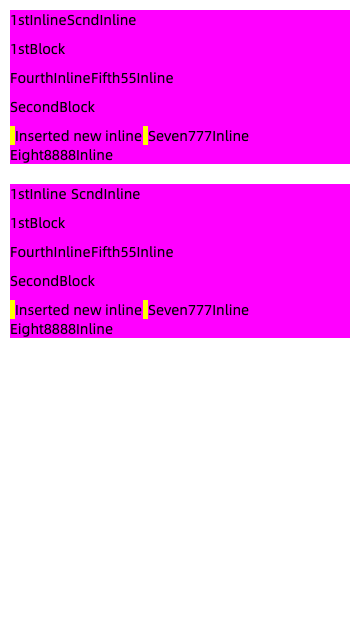 1stInlineScndInline
1stBlock
FourthInlineFifth55Inline
SecondBlock
Inserted new inline Seven777Inline
Eight8888Inline
1stInline ScndInline
1stBlock
FourthInlineFifth55Inline
SecondBlock
Inserted new inline Seven777Inline
Eight8888Inline